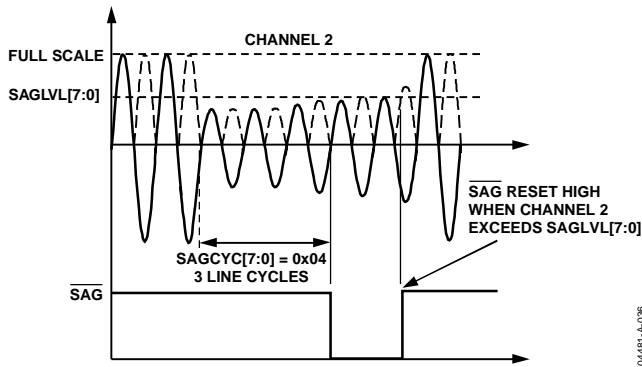 CHANNEL 2
FULL SCALE
SAGLVL[7:0]
SAG RESET HIGH
WHEN CHANNEL 2
EXCEEDS SAGLVL[7:0]
SAGCYC[7:0] = 0x04
3 LINE CYCLES
SAG
04481-A-036